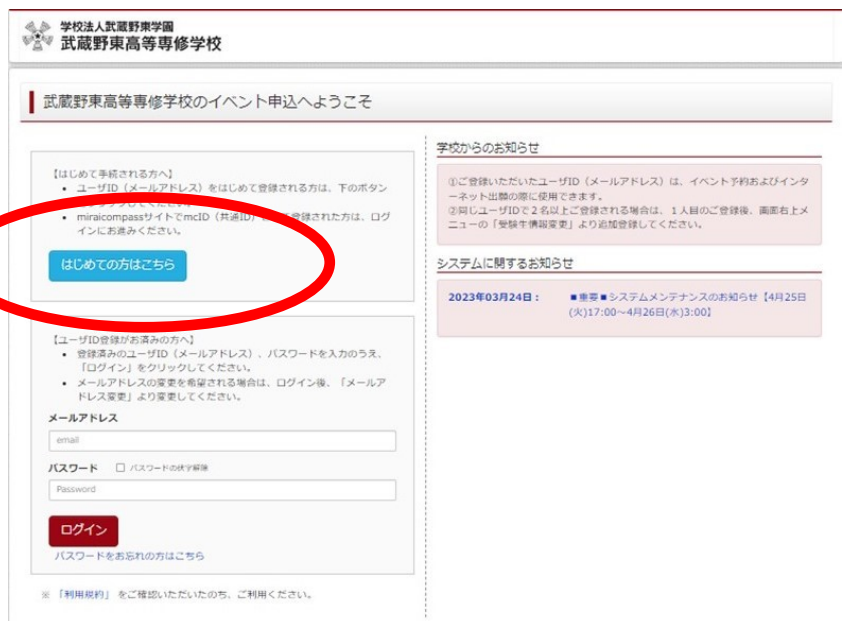 学校法人武蔵野東学園
武蔵野東高等専修学校
武蔵野東高等専修学校のイベント申込へようこそ
【はじめて手続される方へ】
• ユーザID（メールアドレス）をはじめて登録される方は、下のボタン
• miraicompassサイトでmcID（共通ID）
登録された方は、ログ
インにお進みください。
はじめての方はこちら
【ユーザID登録がお済みの方へ】
• 登録済みのユーザID（メールアドレス）、パスワードを入力のうえ、
「ログイン」をクリックしてください。
• メールアドレスの変更を希望される場合は、ログイン後、「メールア
ドレス変更」より変更してください。
メールアドレス
email
パスワード □ パスワードの伏字解除
Password
ログイン
パスワードをお忘れの方はこちら
※ 「利用規約」 をご確認いただいたのち、ご利用ください。
学校からのお知らせ
①ご登録いただいたユーザID（メールアドレス）は、イベント予約およびインタ
ーネット出願の際に使用できます。
②同じユーザIDで２名以上ご登録される場合は、１人目のご登録後、画面右上メ
ニューの「受験生情報変更」より追加登録してください。
システムに関するお知らせ
2023年03月24日： ■重要■システムメンテナンスのお知らせ【4月25日
(火)17:00～4月26日(水)3:00】